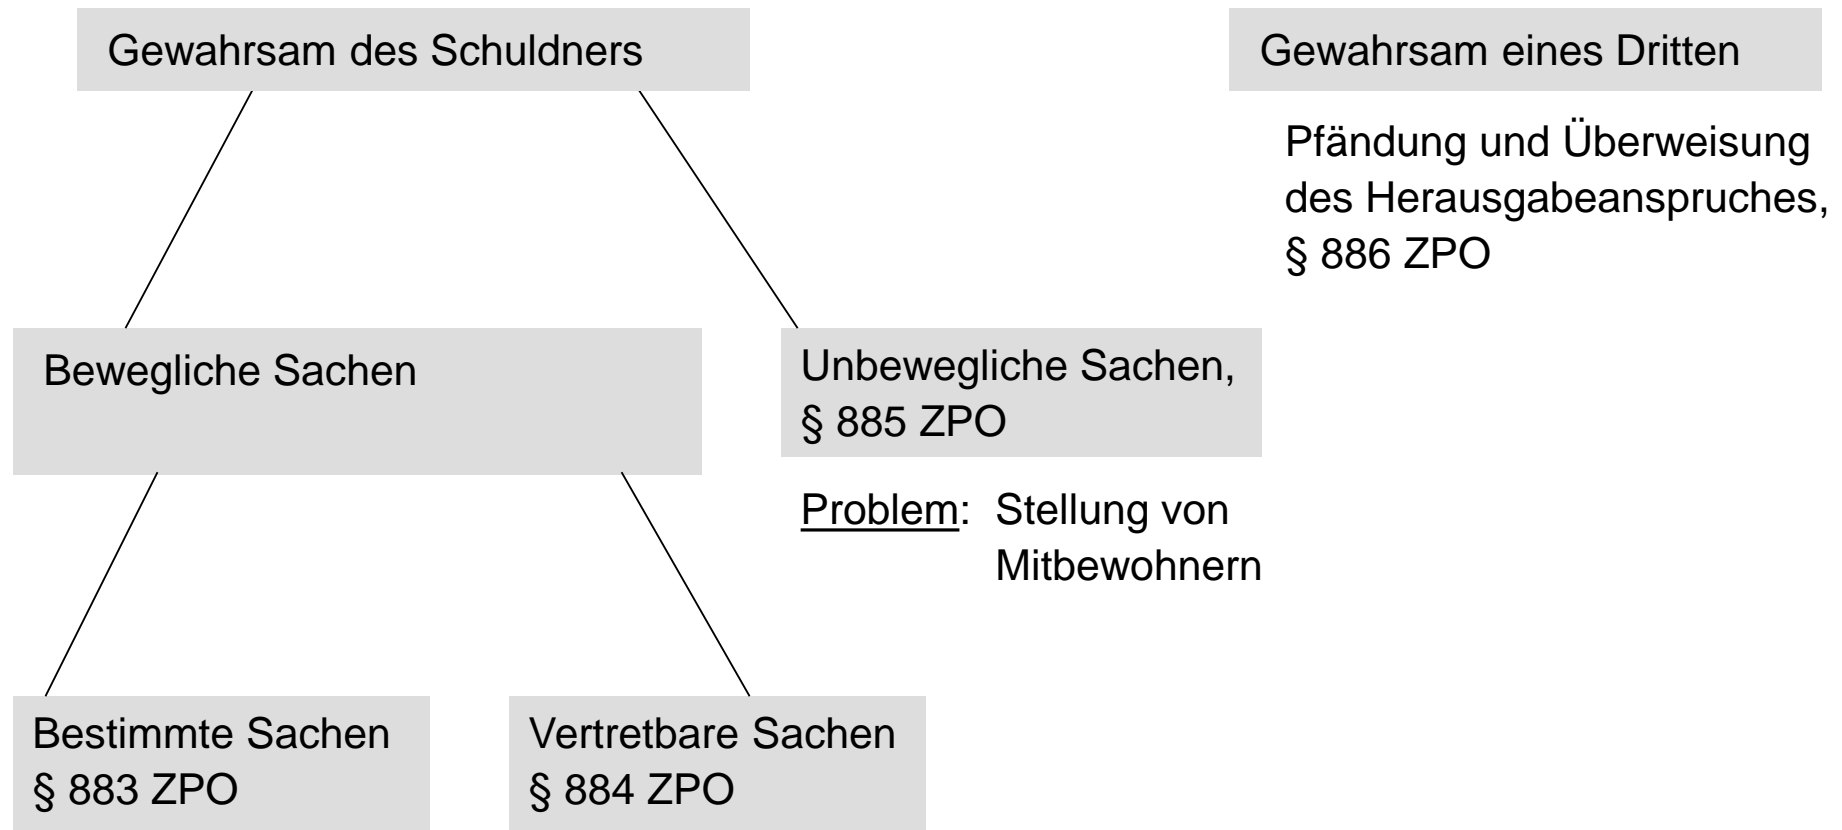 Gewahrsam des Schuldners
Gewahrsam eines Dritten
Pfändung und Überweisung
des Herausgabeanspruches,
§ 886 ZPO
Bewegliche Sachen
Unbewegliche Sachen,
§ 885 ZPO
Problem: Stellung von
Mitbewohnern
Bestimmte Sachen
§ 883 ZPO
Vertretbare Sachen
§ 884 ZPO